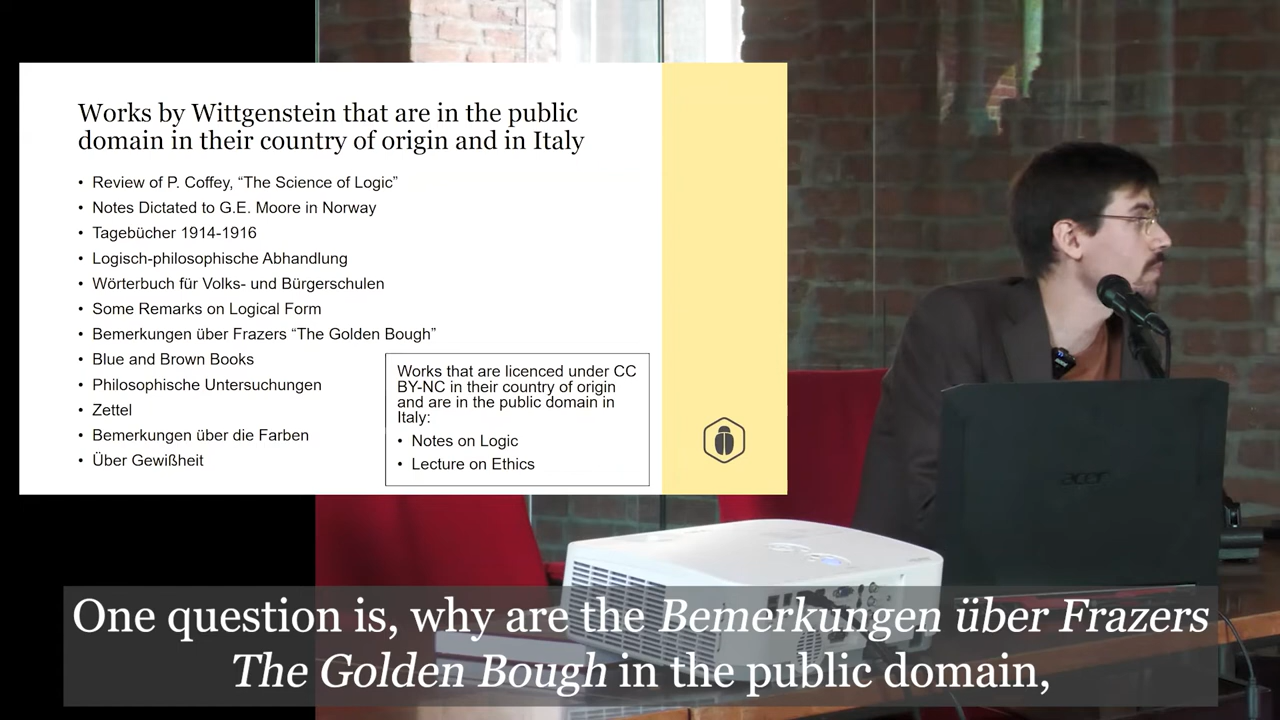 Works by Wittgenstein that are in the public
domain in their country of origin and in Italy
• Review of P. Coffey, “The Science of Logic”
• Notes Dictated to G.E. Moore in Norway
• Tagebücher 1914-1916
• Logisch-philosophische Abhandlung
• Wörterbuch für Volks- und Bürgerschulen
• Some Remarks on Logical Form
• Bemerkungen über Frazers “The Golden Bough”
• Blue and Brown Books
• Philosophische Untersuchungen
• Zettel
• Bemerkungen über die Farben
• Über Gewißheit
Works that are licenced under CC
BY-NC in their country of origin
and are in the public domain in
Italy:
• Notes on Logic
• Lecture on Ethics
acer
One question is, why are the Bemerkungen über Frazers
The Golden Bough in the public domain,